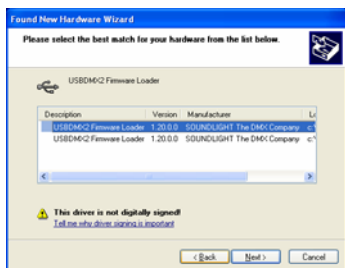 Found New Hardware Wizard
Please select the best match for your hardware from the list below.
USBDMX2 Firmware Loader
Description Version Manufacturer Lo
USBDMX2 Firmware Loader 1.20.0.0 SOUNDLIGHT The DMX Company c:\
USBDMX2 Firmware Loader 1.20.0.0 SOUNDLIGHT The DMX Company c:\
This driver is not digitally signed!
Tell me why driver signing is important
< Back Next > Cancel